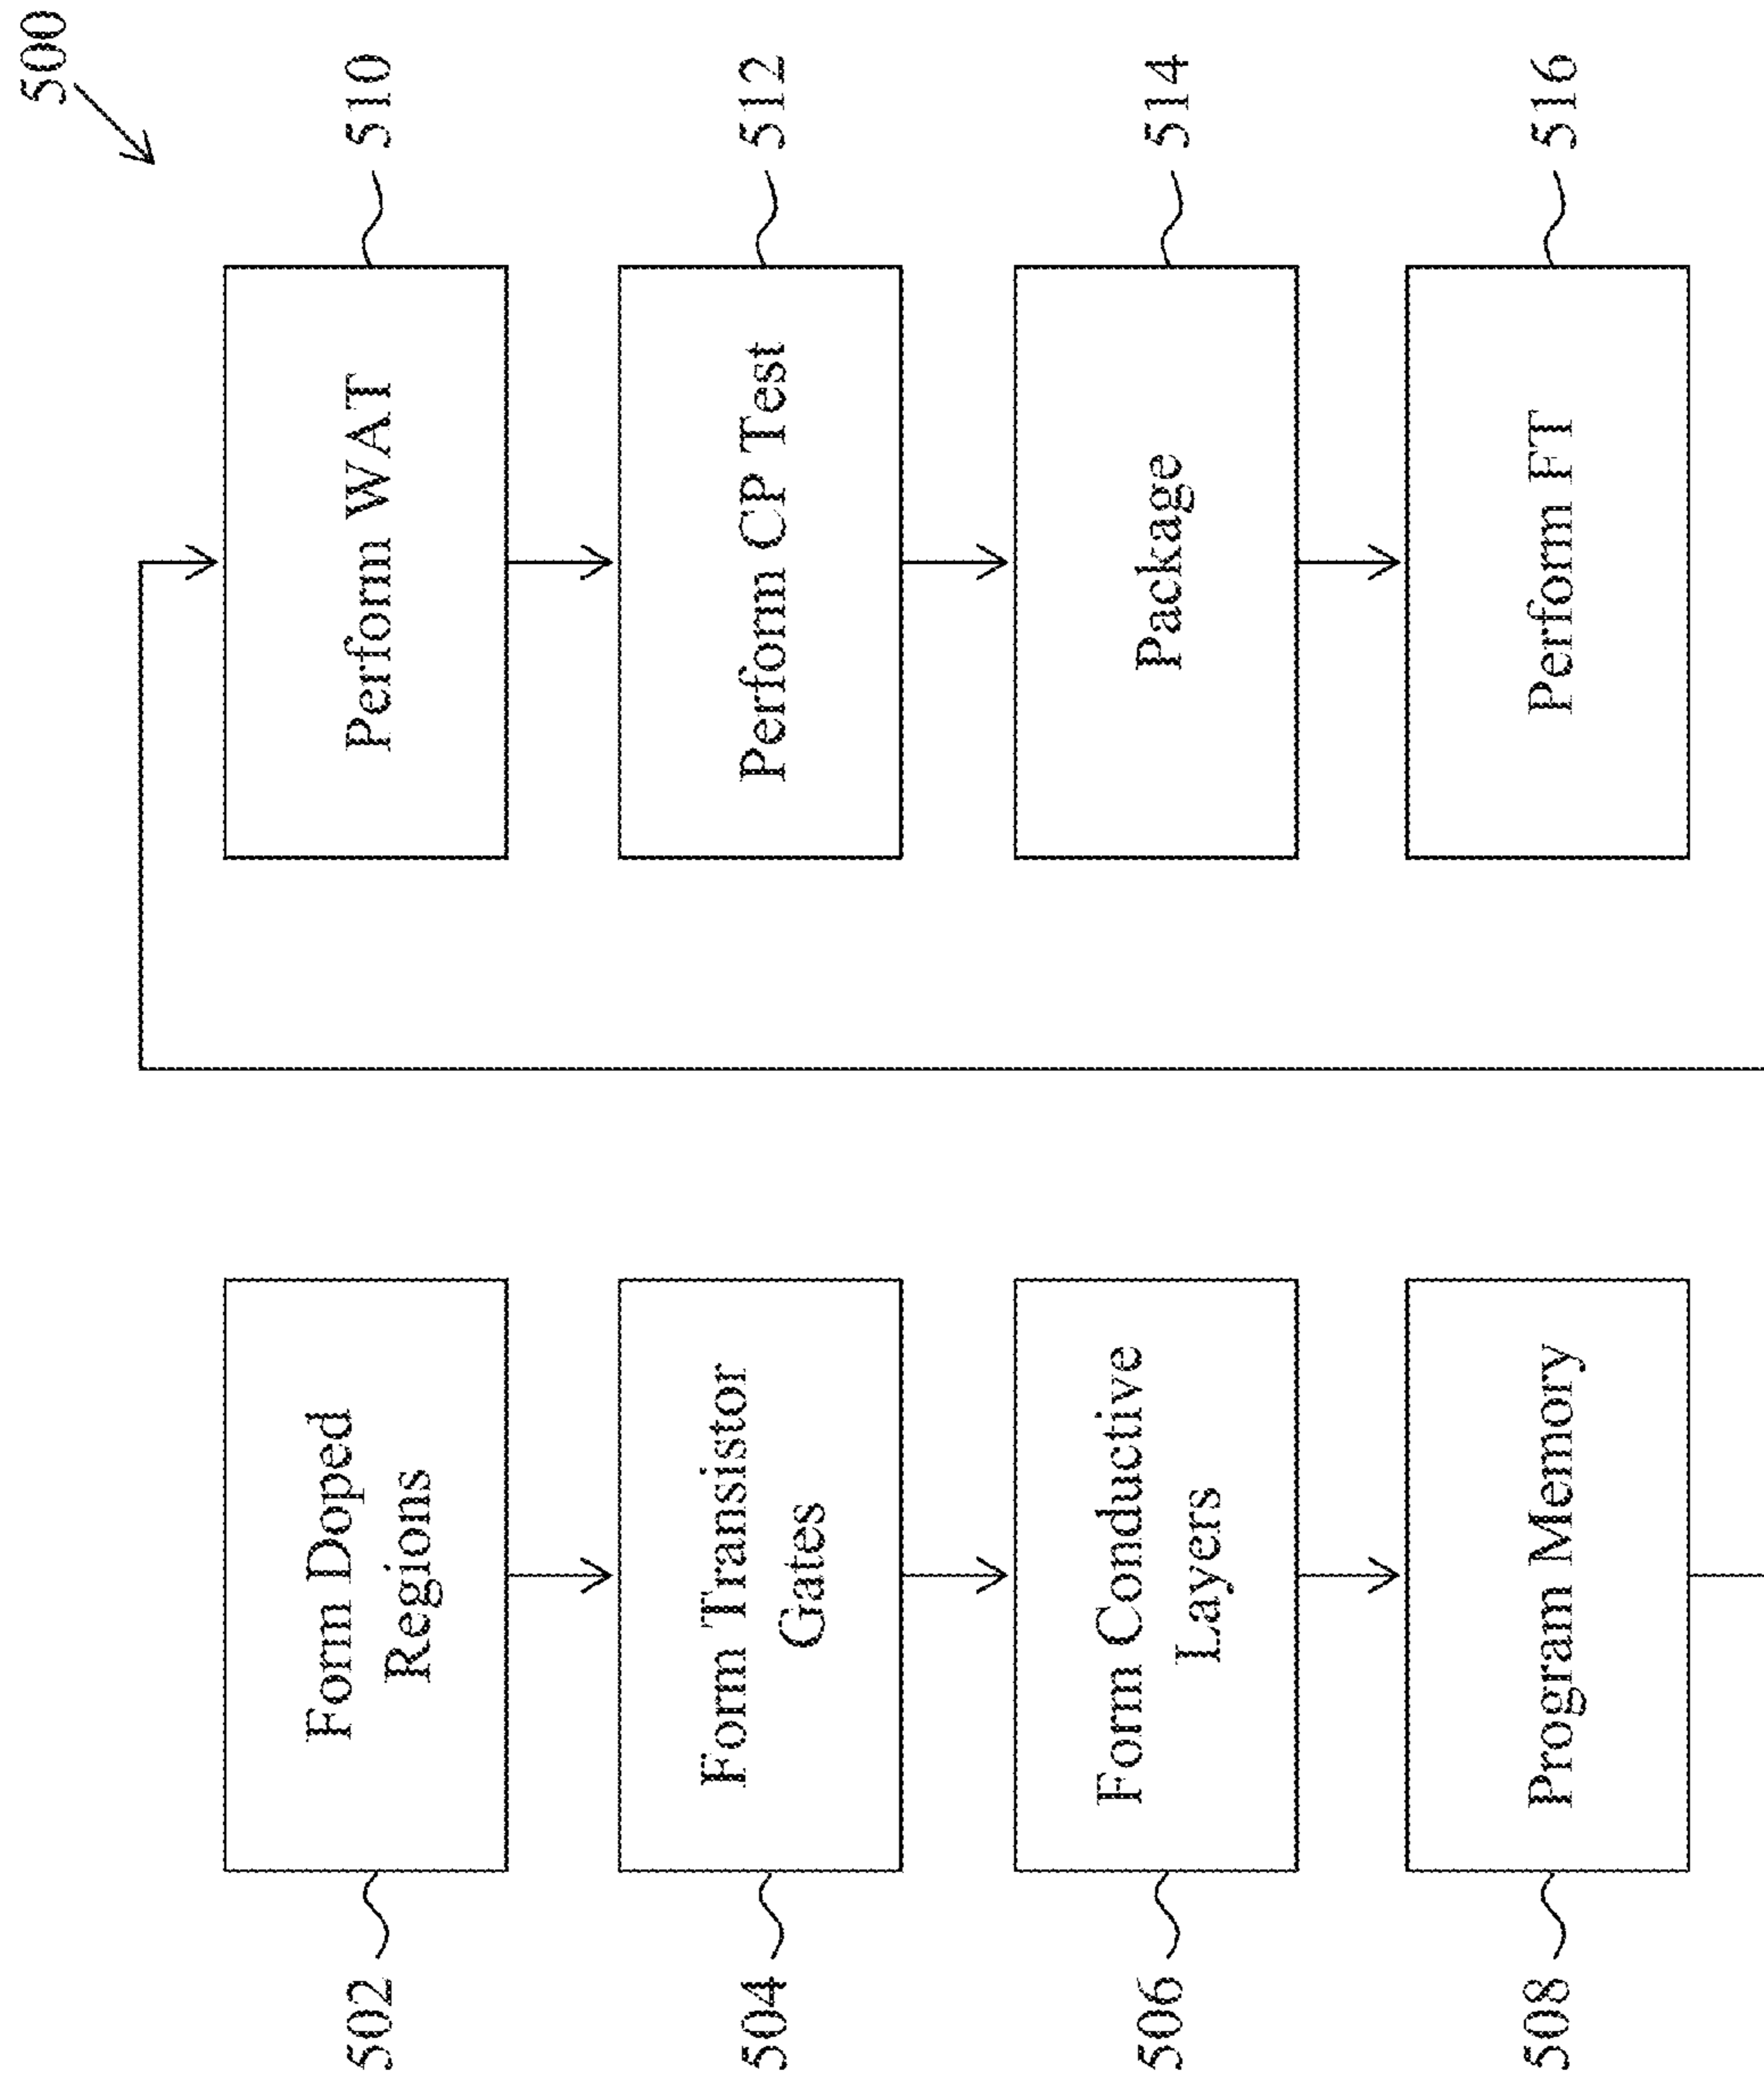 500
502
Form Doped
Regions
504
Form Transistor
Gates
506
Form Conductive
Layers
508
Program Memory
510
Perform WAT
512
Perform CP Test
514
Package
516
Perform FT